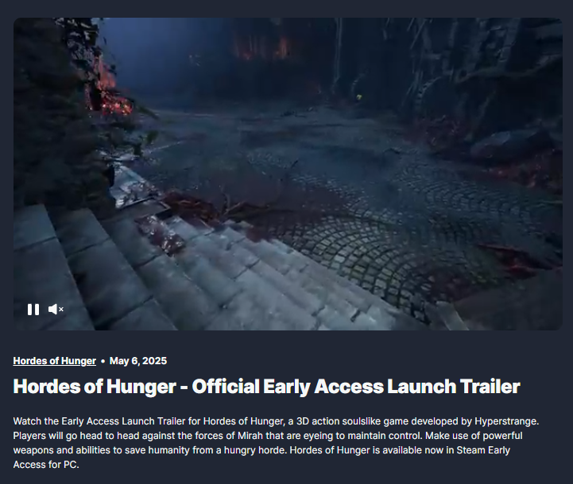 Hordes of Hunger • May 6, 2025
Hordes of Hunger - Official Early Access Launch Trailer
Watch the Early Access Launch Trailer for Hordes of Hunger, a 3D action soulslike game developed by Hyperstrange.
Players will go head to head against the forces of Mirah that are eyeing to maintain control. Make use of powerful
weapons and abilities to save humanity from a hungry horde. Hordes of Hunger is available now in Steam Early
Access for PC.